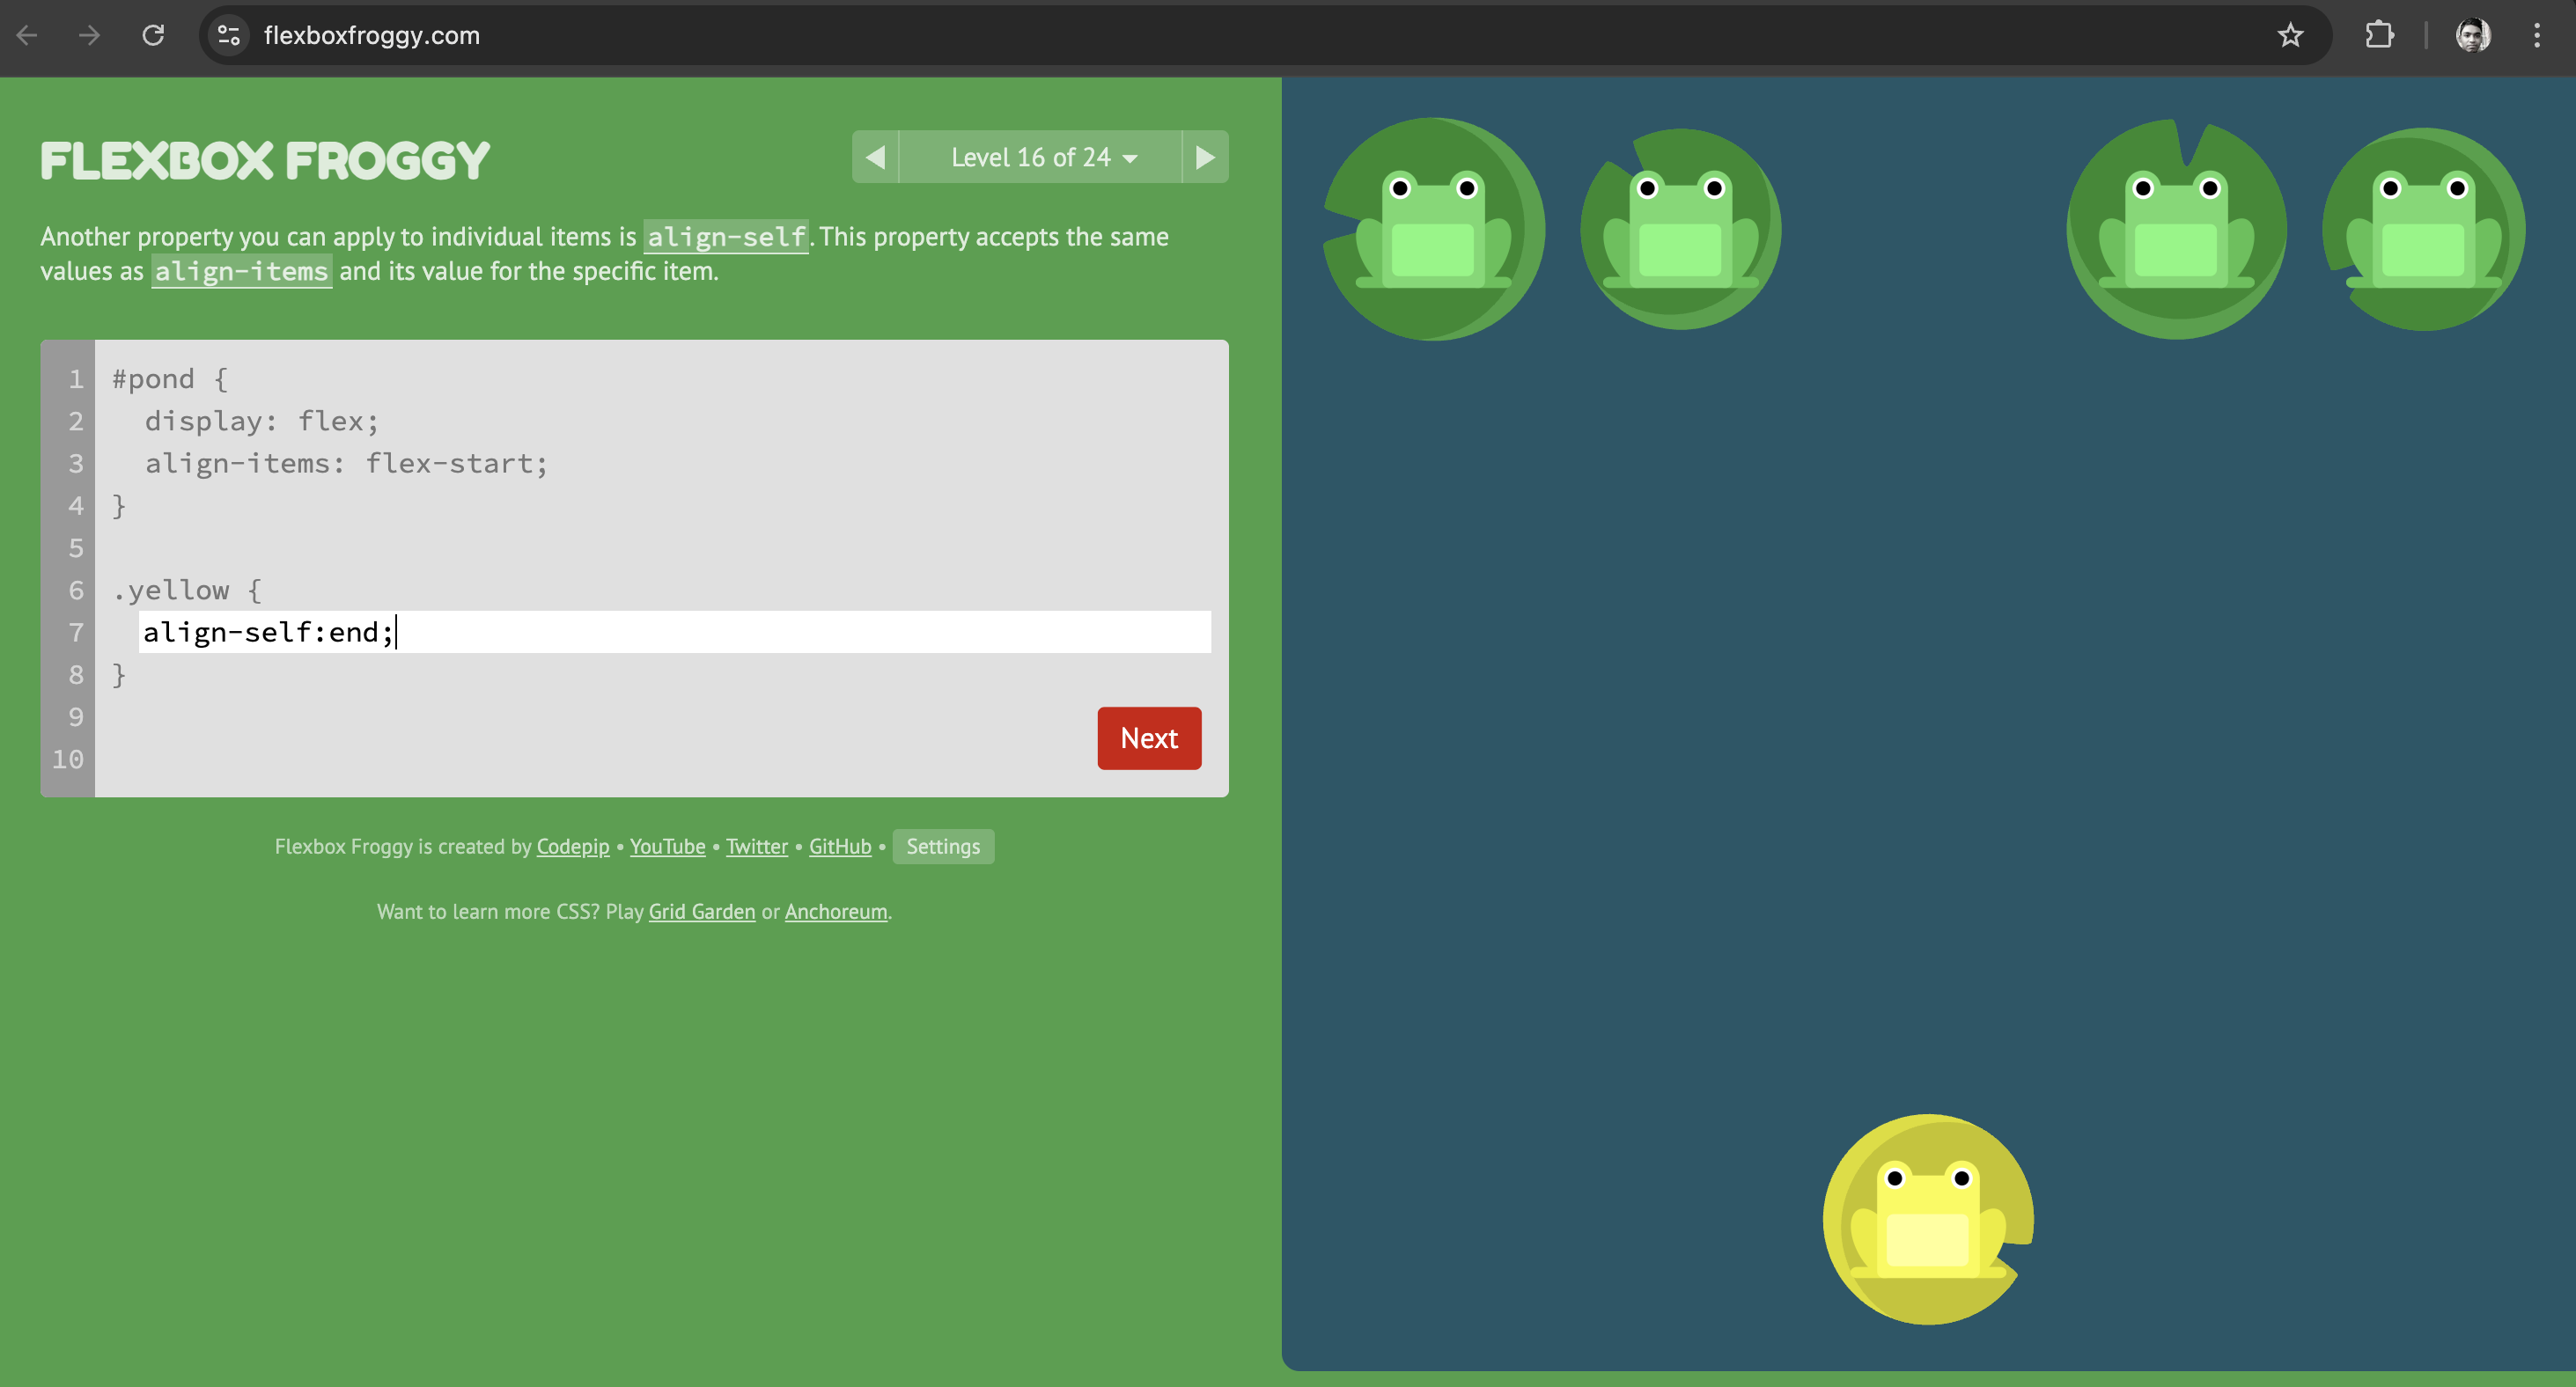 flexboxfroggy.com
FLEXBOX FROGGY
Level 16 of 24
Another property you can apply to individual items is align-self. This property accepts the same
values as align-items and its value for the specific item.
1 #pond {
2 display: flex;
3 align-items: flex-start;
4 }
5
6 .yellow {
7 align-self:end;
8 }
9
10
Next
Flexbox Froggy is created by Codepip • YouTube • Twitter • GitHub • Settings
Want to learn more CSS? Play Grid Garden or Anchoreum.